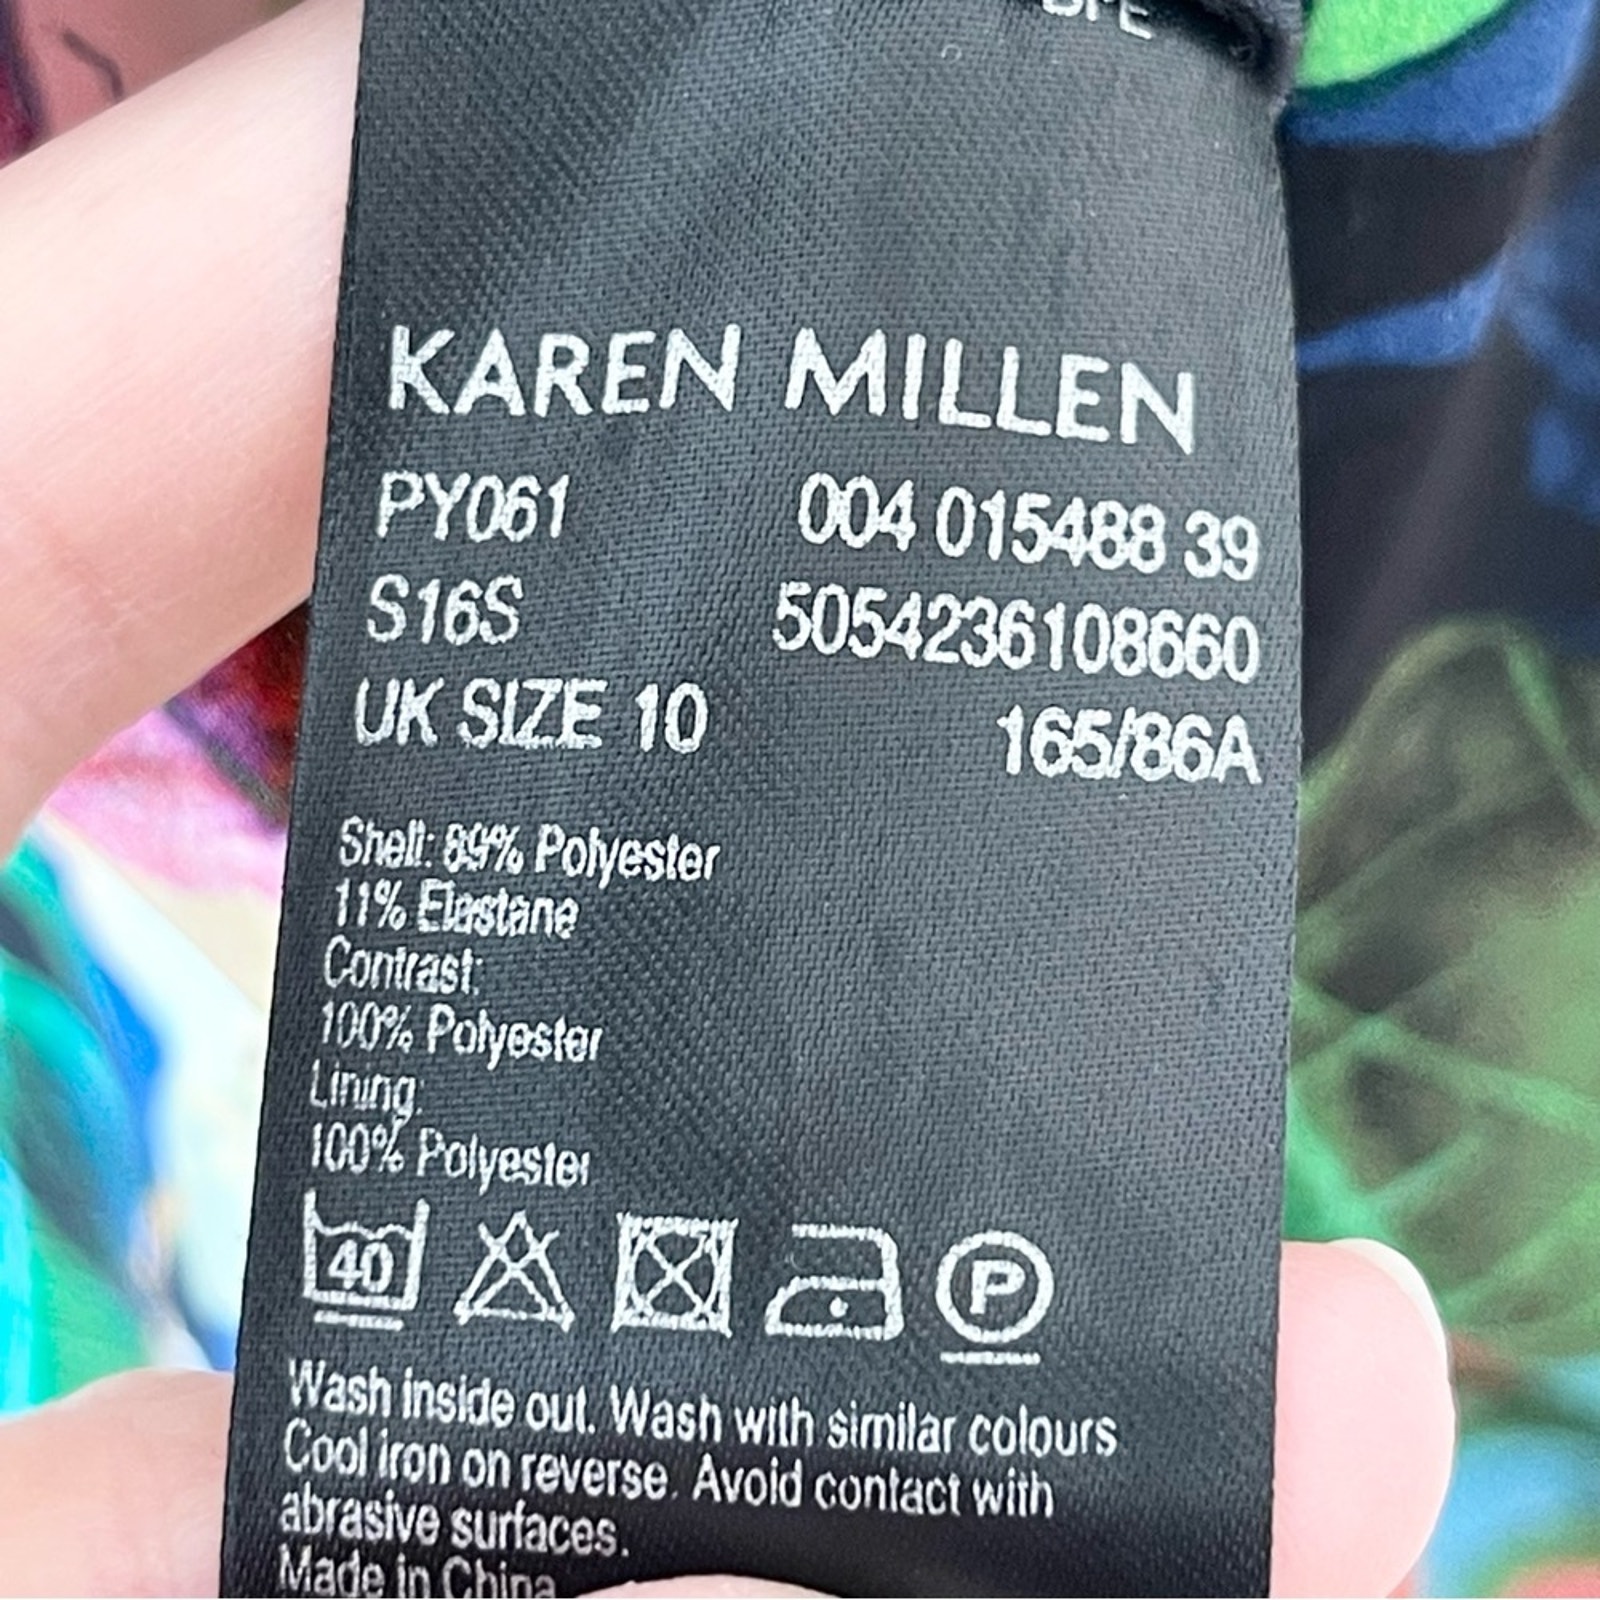 KAREN MILLEN
PY061 004 015488 39
S16S 5054236108660
UK SIZE 10 165/86A
Shell: 89% Polyester
11% Elastane
Contrast:
100% Polyester
Lining:
100% Polyester
40 P
Wash inside out. Wash with similar colours
Cool iron on reverse. Avoid contact with
abrasive surfaces.
Made in China